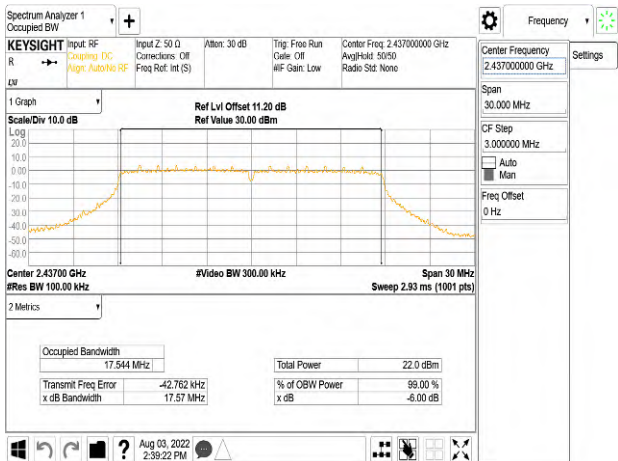 Spectrum Analyzer 1
Occupied BW
Frequency
KEYSIGHT
R
Input: RF
Coupling: DC
Align: Auto/No RF
Input Z: 50 Ω
Corrections: Off
Freq Ref: Int (S)
Atten: 30 dB
Trig: Free Run
Gate: Off
#IF Gain: Low
Center Freq: 2.437000000 GHz
Avg|Hold: 50/50
Radio Std: None
Center Frequency
2.437000000 GHz
Settings
Span
30.000 MHz
CF Step
3.000000 MHz
Auto
Man
Freq Offset
0 Hz
1 Graph
Scale/Div 10.0 dB
Ref Lvl Offset 11.20 dB
Ref Value 30.00 dBm
Log
20.0
10.0
0.00
-10.0
-20.0
-30.0
-40.0
-50.0
-60.0
Center 2.43700 GHz
#Res BW 100.00 kHz
#Video BW 300.00 kHz
Span 30 MHz
Sweep 2.93 ms (1001 pts)
2 Metrics
Occupied Bandwidth
17.544 MHz
Total Power 22.0 dBm
Transmit Freq Error -42.762 kHz
% of OBW Power 99.00 %
x dB Bandwidth 17.57 MHz
x dB -6.00 dB
?
Aug 03, 2022
2:39:22 PM